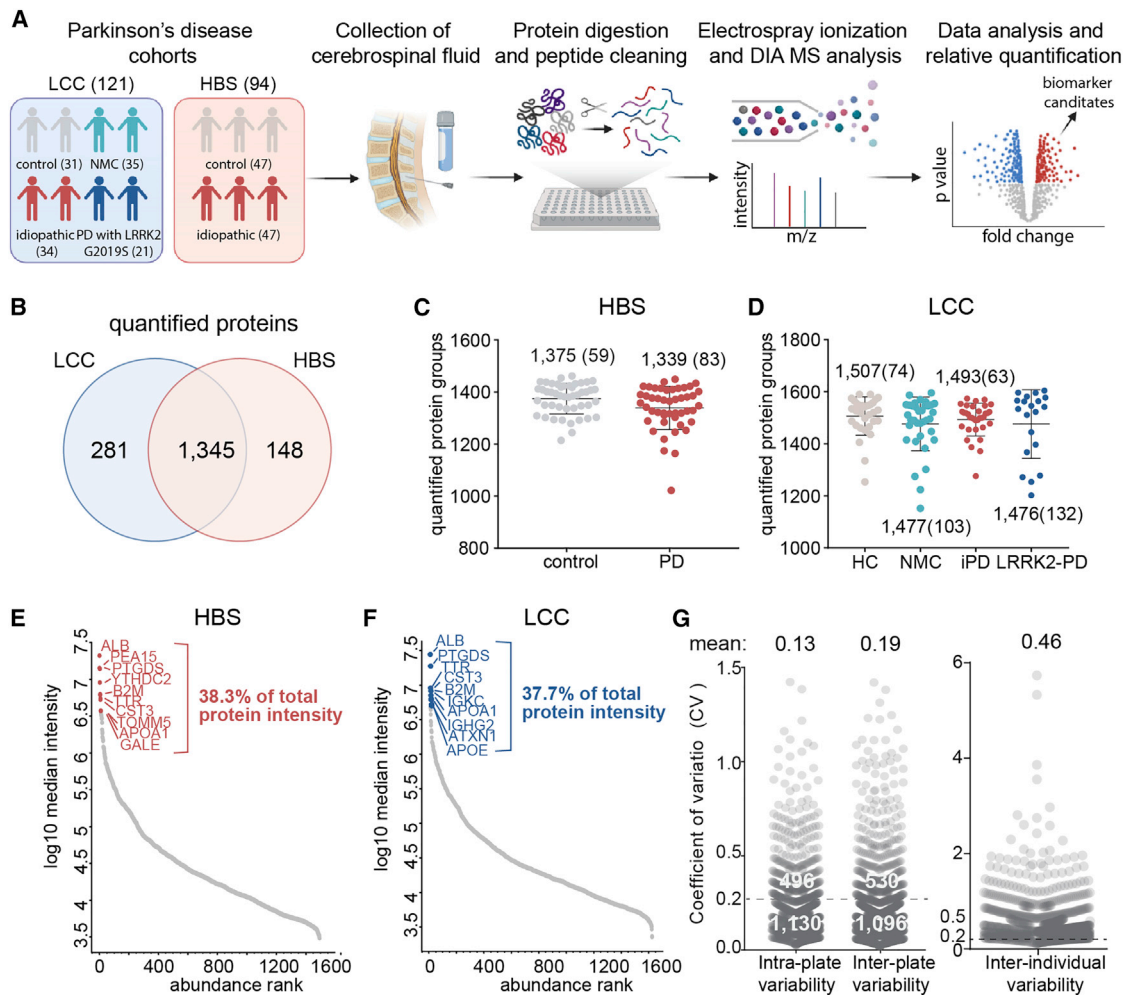 A
Parkinson's disease
cohorts
LCC (121)
HBS (94)
control (31)
NMC (35)
idiopathic
(34)
PD with LRRK2
G2019S (21)
control (47)
idiopathic (47)
Collection of
cerebrospinal fluid
Protein digestion
and peptide cleaning
Electrospray ionization
and DIA MS analysis
intensity
m/z
Data analysis and
relative quantification
biomarker
canditates
p value
fold change
B
quantified proteins
LCC
HBS
281
1,345
148
C
HBS
quantified protein groups
1600
1400
1200
1000
800
1,375 (59)
1,339 (83)
control
PD
D
LCC
quantified protein groups
1800
1600
1400
1200
1000
1,507(74)
1,493(63)
1,477(103)
1,476(132)
HC
NMC
iPD
LRRK2-PD
E
HBS
log10 median intensity
7.5
7
6.5
6
5.5
5
4.5
4
3.5
ALB
PEA15
PTGDS
YTHDC2
B2M
TTR
CST3
TOMM5
APOA1
GALE
38.3% of total
protein intensity
0
400
800
1600
abundance rank
F
LCC
log10 median intensity
7.5
7
6.5
6
5.5
5
4.5
4
3.5
ALB
PTGDS
TTR
CST3
B2M
IGKC
APOA1
IGHG2
ATXN1
APOE
37.7% of total
protein intensity
0
400
800
1200
1600
abundance rank
G
mean:
0.13
0.19
0.46
Coefficient of variatio (CV )
1.5
1.0
0.5
0.2
0.0
496
530
1,130
1,096
Intra-plate
variability
Inter-plate
variability
6
4
2
0.5
0.2
0
Inter-individual
variability